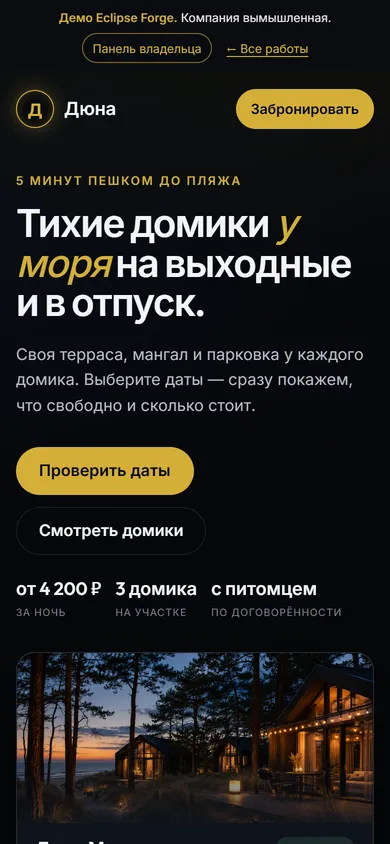 Демо Eclipse Forge. Компания вымышленная.
Панель владельца
← Все работы
Д
Дюна
Забронировать
5 МИНУТ ПЕШКОМ ДО ПЛЯЖА
Тихие домики у
моря на выходные
и в отпуск.
Своя терраса, мангал и парковка у каждого
домика. Выберите даты — сразу покажем,
что свободно и сколько стоит.
Проверить даты
Смотреть домики
от 4 200 ₽
3 домика
с питомцем
ЗА НОЧЬ
НА УЧАСТКЕ
ПО ДОГОВОРЁННОСТИ